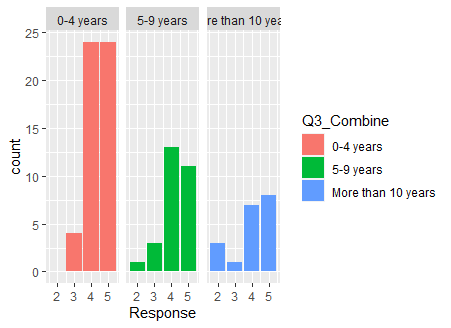 0-4 years 5-9 years re than 10 yea
25
20
15
10
5
0
count
2 3 4 5 2 3 4 5 2 3 4 5
Response
Q3_Combine
0-4 years
5-9 years
More than 10 years